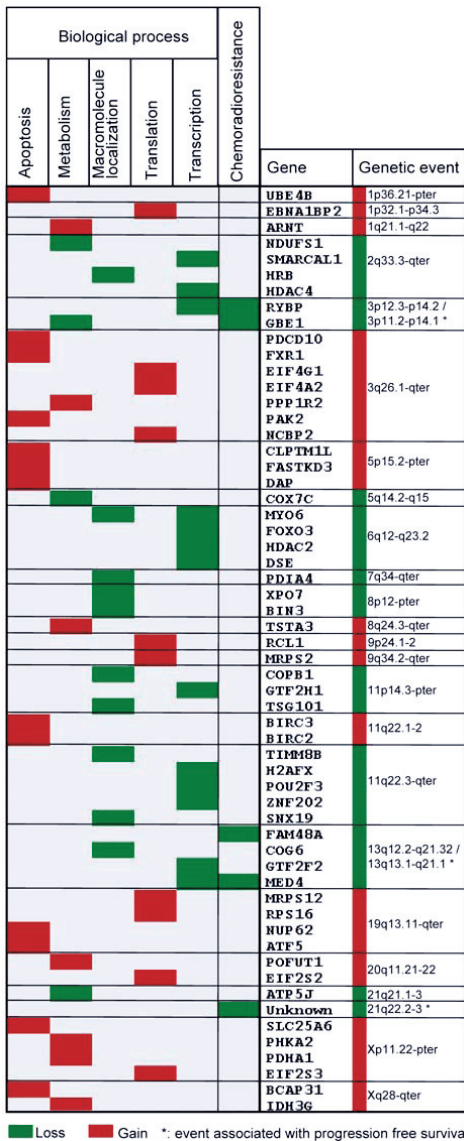 Biological process
Apoptosis
Metabolism
Macromolecule
localization
Translation
Transcription
Chemoradioresistance
Gene
Genetic event
UBE4B 1p36.21-pter
EBNA1BP2 1p32.1-p34.3
ARNT 1q21.1-q22
NDUFS1
SMARCAL1
HRB
HDAC4
2q33.3-qter
RYBP
GBE1
3p12.3-p14.2 /
3p11.2-p14.1 *
PDCD10
FXR1
EIF4G1
EIF4A2
PPP1R2
PAK2
NCBP2
3q26.1-qter
CLPTM1L
FASTKD3
DAP
5p15.2-pter
COX7C 5q14.2-q15
MYO6
FOXO3
HDAC2
DSE
6q12-q23.2
PDIA4 7q34-qter
XPO7
BIN3
8p12-pter
TSTA3 8q24.3-qter
RCL1 9p24.1-2
MRPS2 9q34.2-qter
COPB1
GTF2H1
TSG101
11p14.3-pter
BIRC3
BIRC2
11q22.1-2
TIMM8B
H2AFX
POU2F3
ZNF202
SNX19
11q22.3-qter
FAM48A
COG6
GTF2F2
MED4
13q12.2-q21.32 /
13q13.1-q21.1 *
MRPS12
RPS16
NUP62
ATF5
19q13.11-qter
POFUT1
EIF2S2
20q11.21-22
ATP5J 21q21.1-3
Unknown 21q22.2-3 *
SLC25A6
PHKA2
PDHA1
EIF2S3
Xp11.22-pter
BCAP31
IDH3G
Xq28-qter
Loss Gain *: event associated with progression free surviva